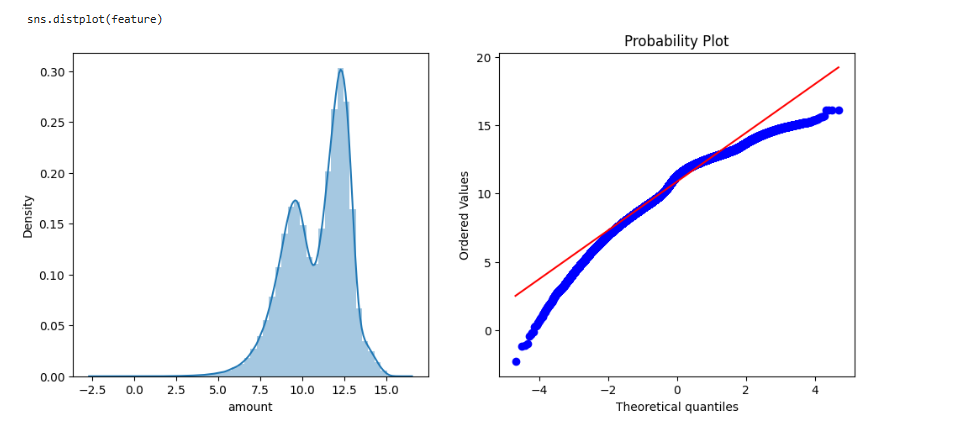 sns.distplot(feature)
0.30
0.25
0.20
0.15
0.10
0.05
0.00
Density
−2.5 0.0 2.5 5.0 7.5 10.0 12.5 15.0
amount
Probability Plot
20
15
10
5
0
Ordered Values
−4 −2 0 2 4
Theoretical quantiles